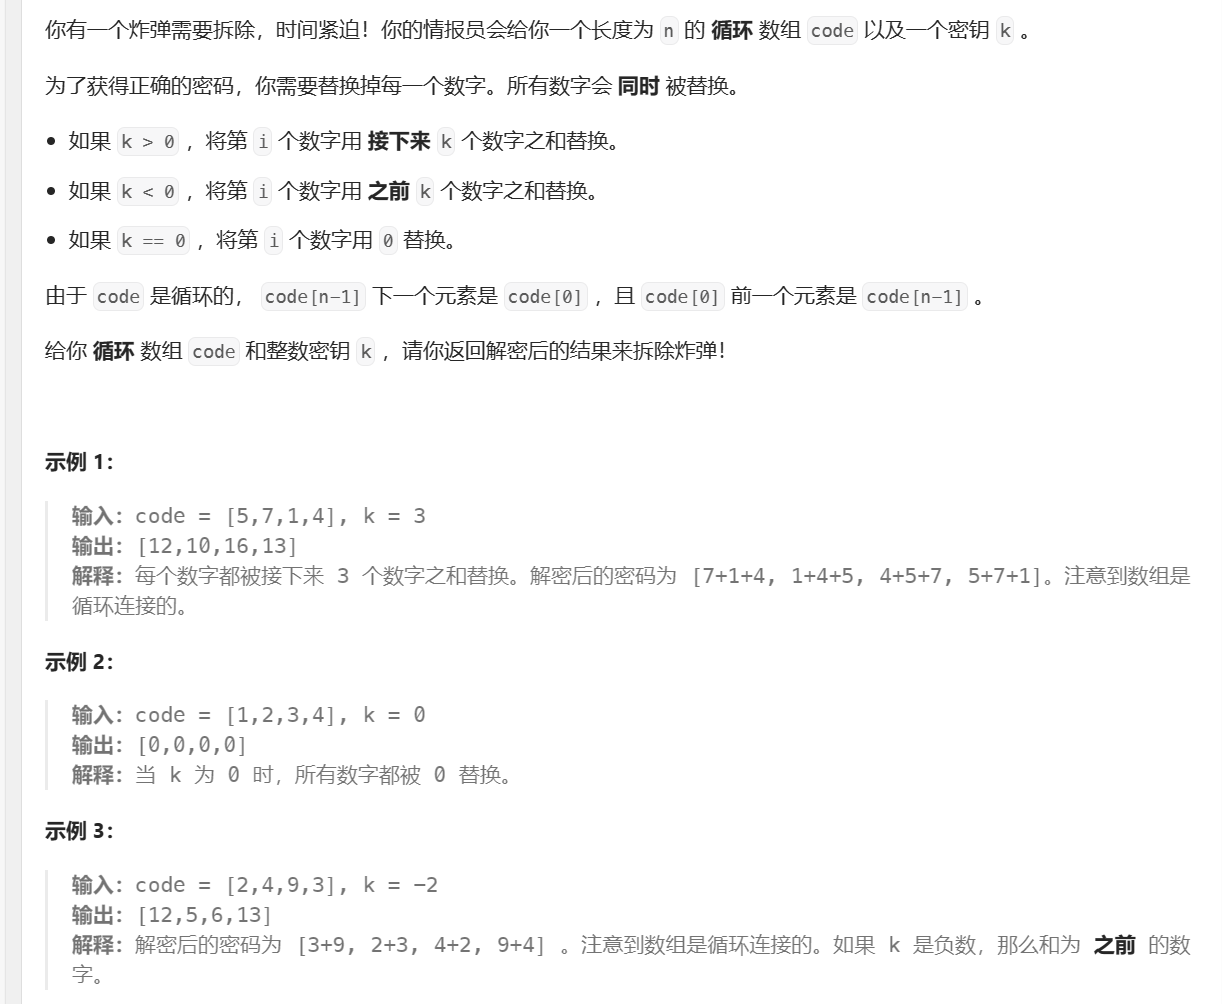 你有一个炸弹需要拆除，时间紧迫！你的情报员会给你一个长度为 n 的 循环 数组 code 以及一个密钥 k 。
为了获得正确的密码，你需要替换掉每一个数字。所有数字会 同时 被替换。
• 如果 k > 0 ，将第 i 个数字用 接下来 k 个数字之和替换。
• 如果 k < 0 ，将第 i 个数字用 之前 k 个数字之和替换。
• 如果 k == 0 ，将第 i 个数字用 0 替换。
由于 code 是循环的， code[n-1] 下一个元素是 code[0] ，且 code[0] 前一个元素是 code[n-1] 。
给你 循环 数组 code 和整数密钥 k ，请你返回解密后的结果来拆除炸弹！
示例 1：
输入：code = [5,7,1,4], k = 3
输出：[12,10,16,13]
解释：每个数字都被接下来 3 个数字之和替换。解密后的密码为 [7+1+4, 1+4+5, 4+5+7, 5+7+1]。注意到数组是
循环连接的。
示例 2：
输入：code = [1,2,3,4], k = 0
输出：[0,0,0,0]
解释：当 k 为 0 时，所有数字都被 0 替换。
示例 3：
输入：code = [2,4,9,3], k = -2
输出：[12,5,6,13]
解释：解密后的密码为 [3+9, 2+3, 4+2, 9+4] 。注意到数组是循环连接的。如果 k 是负数，那么和为 之前 的数
字。